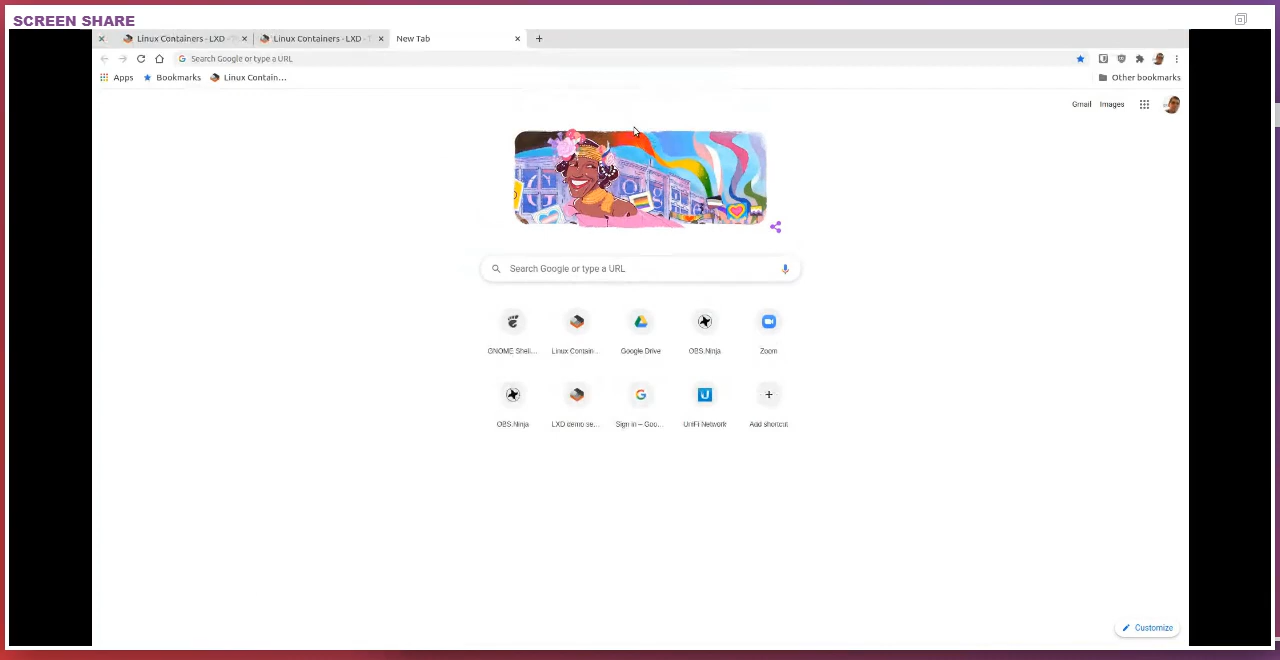 SCREEN SHARE
Linux Containers - LXD - Linux Containers - LXD - New Tab
Search Google or type a URL
Apps Bookmarks Linux Contain… Other bookmarks
Gmail Images
Google
Search Google or type a URL
GNOME Shell… Linux Contain… Google Drive OBS.Ninja Zoom
OBS.Ninja LXD demo se… Sign in – Goo… UniFi Network Add shortcut
Customize